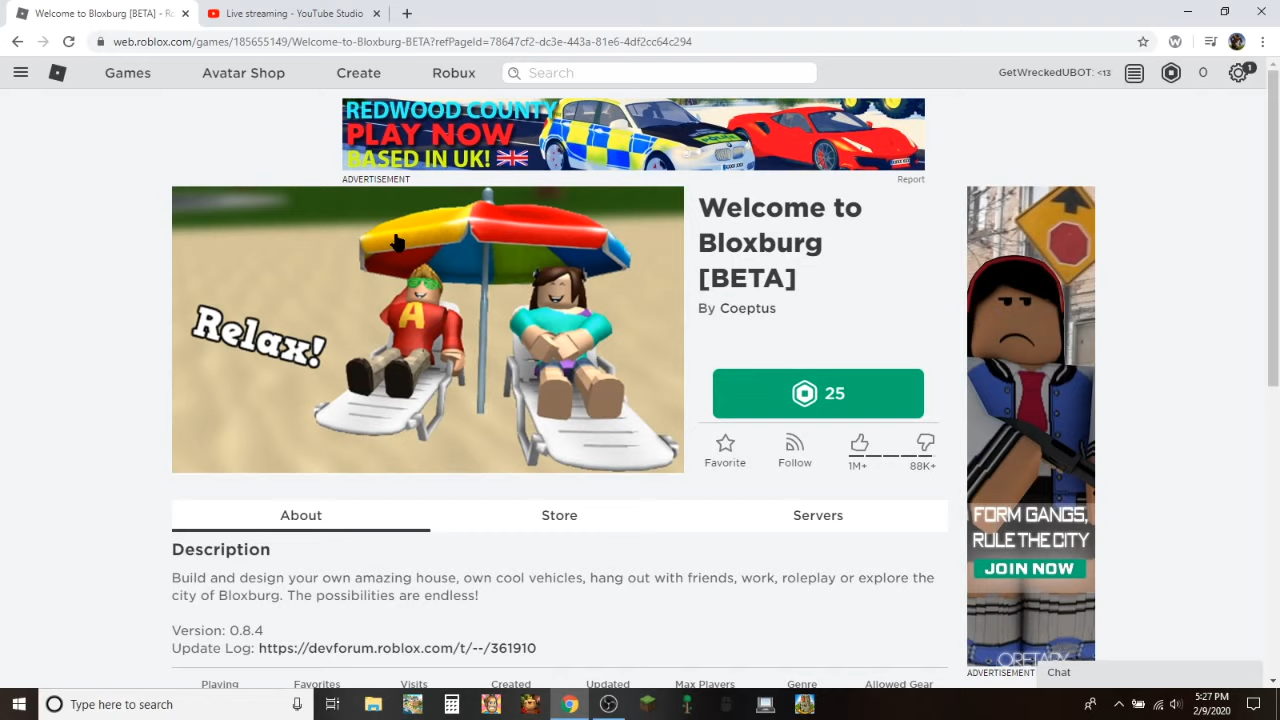 Welcome to Bloxburg [BETA] - Ro
Live streaming - YouTube Studio
web.roblox.com/games/185655149/Welcome-to-Bloxburg-BETA?refPageId=78647cf2-dc3e-443a-81e6-4df2cc64c294
Games
Avatar Shop
Create
Robux
Search
GetWreckedUBOT: <13
0
1
REDWOOD COUNTY
PLAY NOW
BASED IN UK!
ADVERTISEMENT
Report
Relax!
A
Welcome to
Bloxburg
[BETA]
By Coeptus
25
Favorite
Follow
1M+
88K+
About
Store
Servers
Description
Build and design your own amazing house, own cool vehicles, hang out with friends, work, roleplay or explore the
city of Bloxburg. The possibilities are endless!
Version: 0.8.4
Update Log: https://devforum.roblox.com/t/--/361910
Playing
Favorites
Visits
Created
Updated
Max Players
Genre
Allowed Gear
FORM GANGS,
RULE THE CITY
JOIN NOW
ADVERTISEMENT
Chat
Type here to search
5:27 PM
2/9/2020